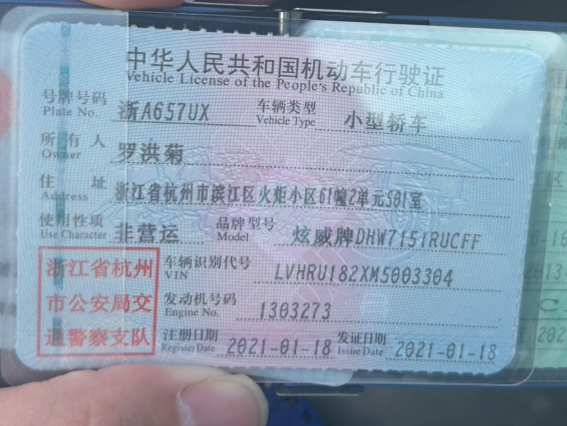 中华人民共和国机动车行驶证
Vehicle License of the People's Republic of China
号牌号码 浙A657UX 车辆类型 小型轿车
Plate No. Vehicle Type
所有人 罗洪菊
Owner
住址 浙江省杭州市滨江区火炬小区61幢2单元501室
Address
使用性质 非营运 品牌型号 炫威牌DHW7151RUCFF
Use Character Model
浙江省杭州
市公安局交
通警察支队
车辆识别代号 LVHRU182XM5003304
VIN
发动机号码 1303273
Engine No.
注册日期 2021-01-18 发证日期 2021-01-18
Register Date Issue Date